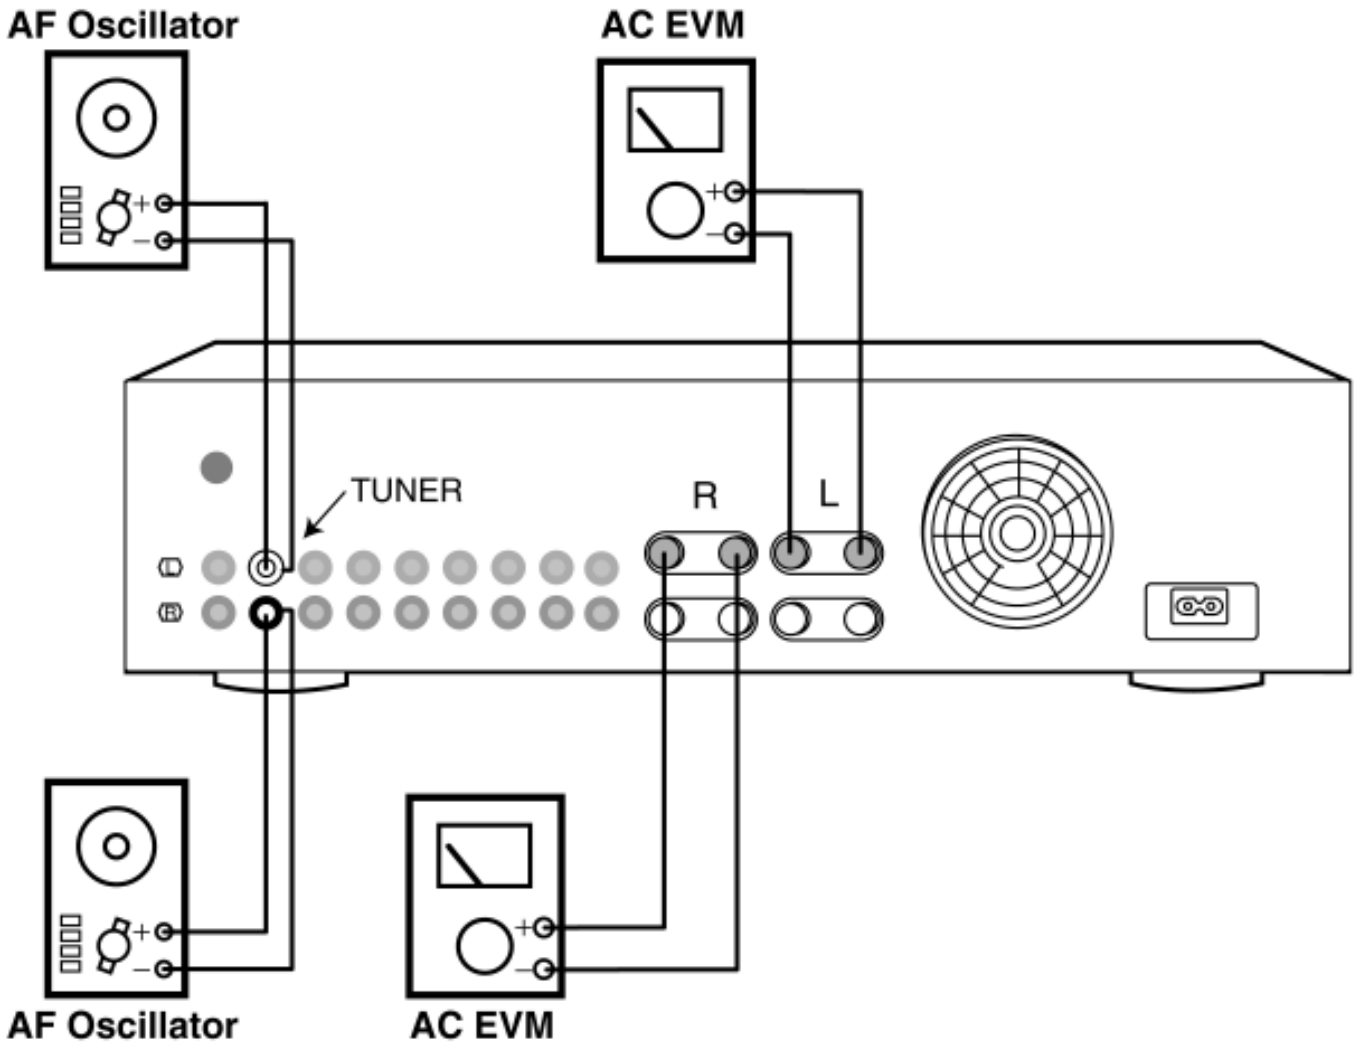 AF Oscillator
AC EVM
+
−
+
−
TUNER
R
L
L
R
+
−
+
−
AF Oscillator
AC EVM